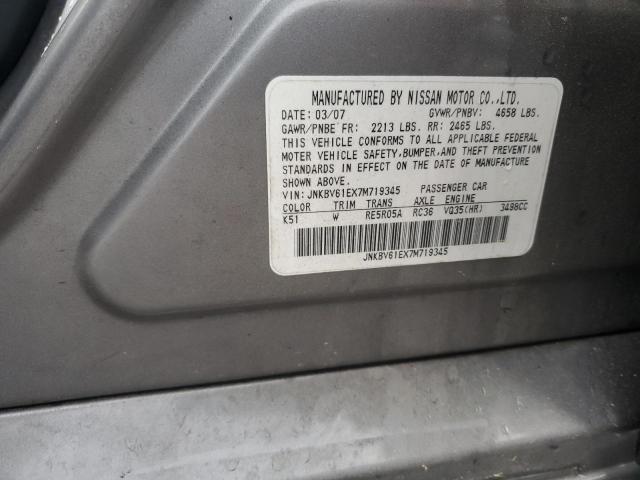 MANUFACTURED BY NISSAN MOTOR CO.,LTD.
DATE: 03/07 GVWR/PNBV: 4658 LBS.
GAWR/PNBE FR: 2213 LBS. RR: 2465 LBS.
THIS VEHICLE CONFORMS TO ALL APPLICABLE FEDERAL
MOTER VEHICLE SAFETY,BUMPER,AND THEFT PREVENTION
STANDARDS IN EFFECT ON THE DATE OF MANUFACTURE
SHOWN ABOVE.
VIN: JNKBV61EX7M719345 PASSENGER CAR
COLOR TRIM TRANS AXLE ENGINE
K51 W RE5R05A RC36 VQ35(HR) 3498CC
JNKBV61EX7M719345